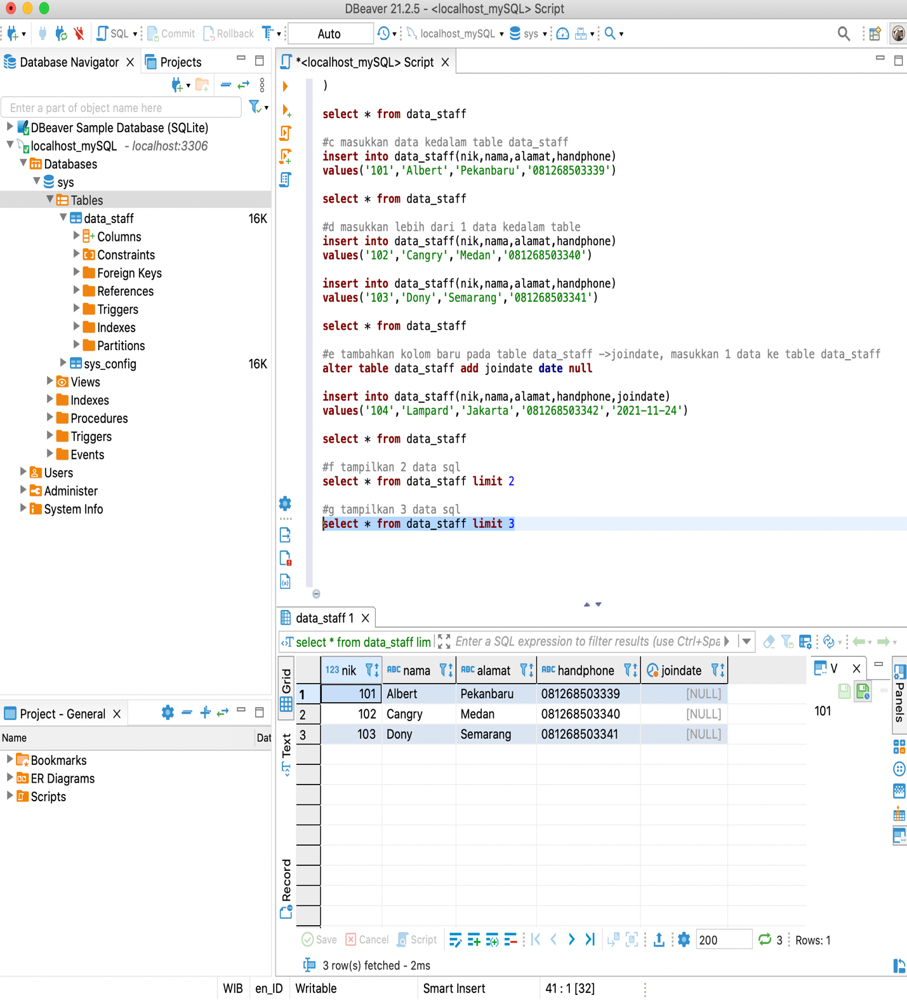 DBeaver 21.2.5 - <localhost_mySQL> Script
SQL Commit Rollback Auto localhost_mySQL sys
Database Navigator Projects
Enter a part of object name here
DBeaver Sample Database (SQLite)
localhost_mySQL - localhost:3306
Databases
sys
Tables
data_staff 16K
Columns
Constraints
Foreign Keys
References
Triggers
Indexes
Partitions
sys_config 16K
Views
Indexes
Procedures
Triggers
Events
Users
Administer
System Info
Project - General
Name Dat
Bookmarks
ER Diagrams
Scripts
*<localhost_mySQL> Script
)
select * from data_staff
#c masukkan data kedalam table data_staff
insert into data_staff(nik,nama,alamat,handphone)
values('101','Albert','Pekanbaru','081268503339')
select * from data_staff
#d masukkan lebih dari 1 data kedalam table
insert into data_staff(nik,nama,alamat,handphone)
values('102','Cangry','Medan','081268503340')
insert into data_staff(nik,nama,alamat,handphone)
values('103','Dony','Semarang','081268503341')
select * from data_staff
#e tambahkan kolom baru pada table data_staff ->joindate, masukkan 1 data ke table data_staff
alter table data_staff add joindate date null
insert into data_staff(nik,nama,alamat,handphone,joindate)
values('104','Lampard','Jakarta','081268503342','2021-11-24')
select * from data_staff
#f tampilkan 2 data sql
select * from data_staff limit 2
#g tampilkan 3 data sql
select * from data_staff limit 3
data_staff 1
select * from data_staff lim Enter a SQL expression to filter results (use Ctrl+Spa
Grid
Text
Record
123 nik ABC nama ABC alamat ABC handphone joindate
1 101 Albert Pekanbaru 081268503339 [NULL]
2 102 Cangry Medan 081268503340 [NULL]
3 103 Dony Semarang 081268503341 [NULL]
V
101
Panels
Save Cancel Script 200 3 Rows: 1
3 row(s) fetched - 2ms
WIB en_ID Writable Smart Insert 41 : 1 [32]